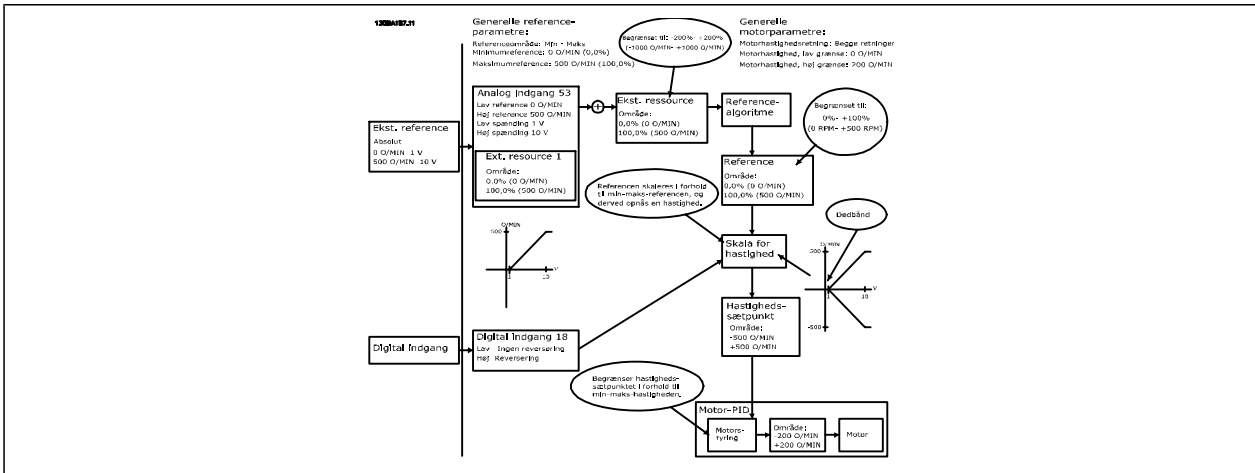 130BA187.11
Generelle reference-
parametre:
Referenceområde: Min - Maks
Minimumreference: 0 O/MIN (0,0%)
Maksimumreference: 500 O/MIN (100,0%)
Begrænset til: -200%- +200%
(-1000 O/MIN- +1000 O/MIN)
Generelle
motorparametre:
Motorhastighedsretning: Begge retninger
Motorhastighed, lav grænse: 0 O/MIN
Motorhastighed, høj grænse: 200 O/MIN
Ekst. reference
Absolut
0 O/MIN 1 V
500 O/MIN 10 V
Analog indgang 53
Lav reference 0 O/MIN
Høj reference 500 O/MIN
Lav spænding 1 V
Høj spænding 10 V
Ext. resource 1
Område:
0.0% (0 O/MIN)
100,0% (500 O/MIN)
Ekst. ressource
Område:
0,0% (0 O/MIN)
100,0% (500 O/MIN)
Reference-
algoritme
Begrænset til:
0%- +100%
(0 RPM- +500 RPM)
Reference
Område:
0,0% (0 O/MIN)
100,0% (500 O/MIN)
Referencen skaleres i forhold
til min-maks-referencen, og
derved opnås en hastighed.
Dødbånd
O/MIN
500
1
10
V
Skala for
hastighed
O/MIN
500
1
10
V
-500
Hastigheds-
sætpunkt
Område:
-500 O/MIN
+500 O/MIN
Digital indgang
Digital indgang 18
Lav Ingen reversering
Høj Reversering
Begrænser hastigheds-
sætpunktet i forhold til
min-maks-hastigheden.
Motor-PID
Motors-
tyring
Område:
-200 O/MIN
+200 O/MIN
Motor